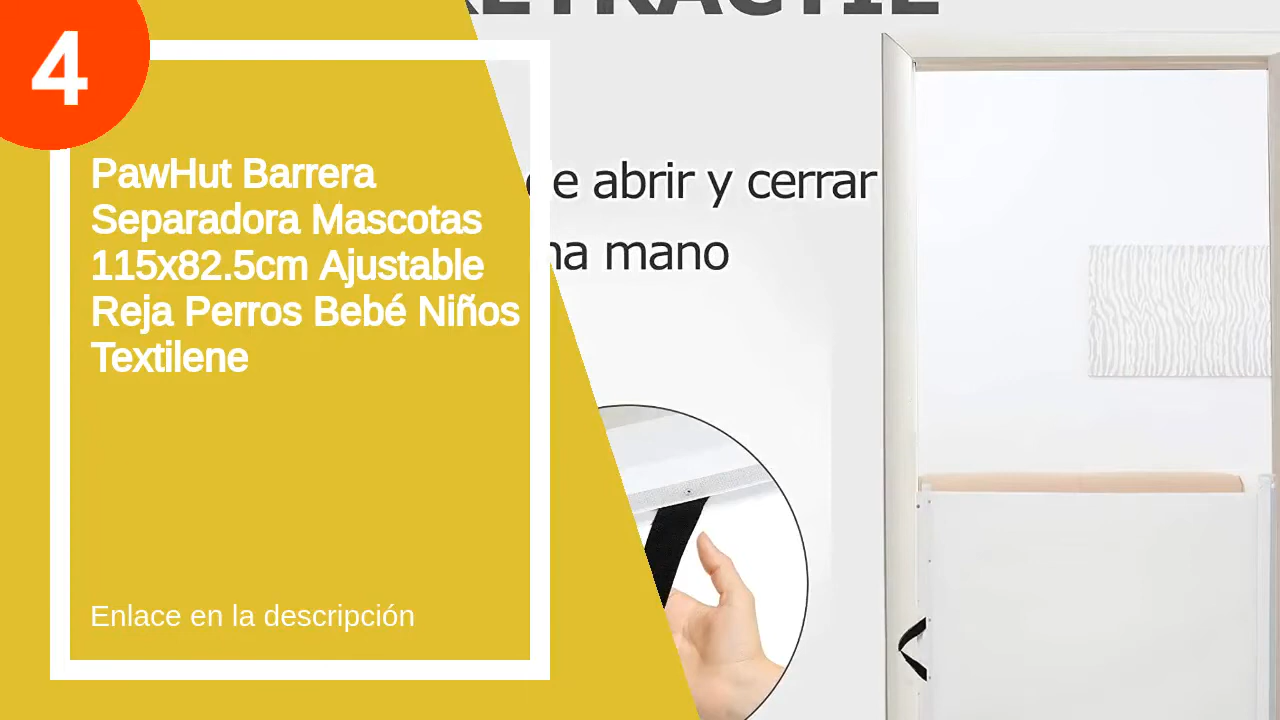 4
PawHut Barrera
Separadora Mascotas
115x82.5cm Ajustable
Reja Perros Bebé Niños
Textilene
Enlace en la descripción
abrir y cerrar
mano